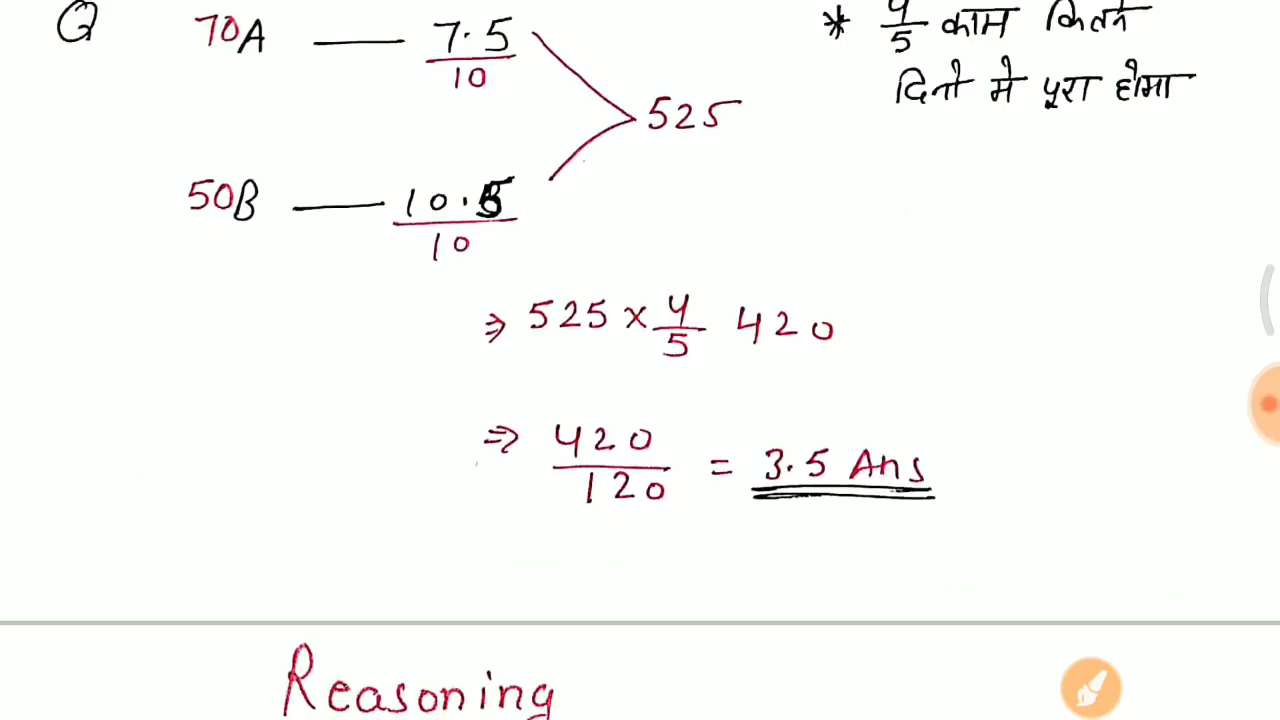 Q 70A — 7.5/10
525
* 4/5 काम कितने
दिनो मे पूरा होगा
50B — 10.5/10
⇒ 525 × 4/5 420
⇒ 420/120 = 3.5 Ans
Reasoning